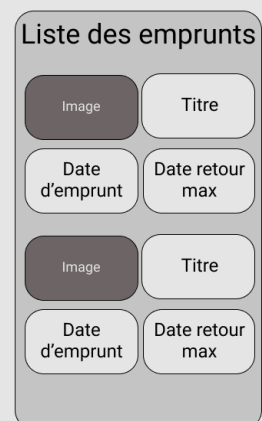 Liste des emprunts
Image
Titre
Date
d'emprunt
Date retour
max
Image
Titre
Date
d'emprunt
Date retour
max